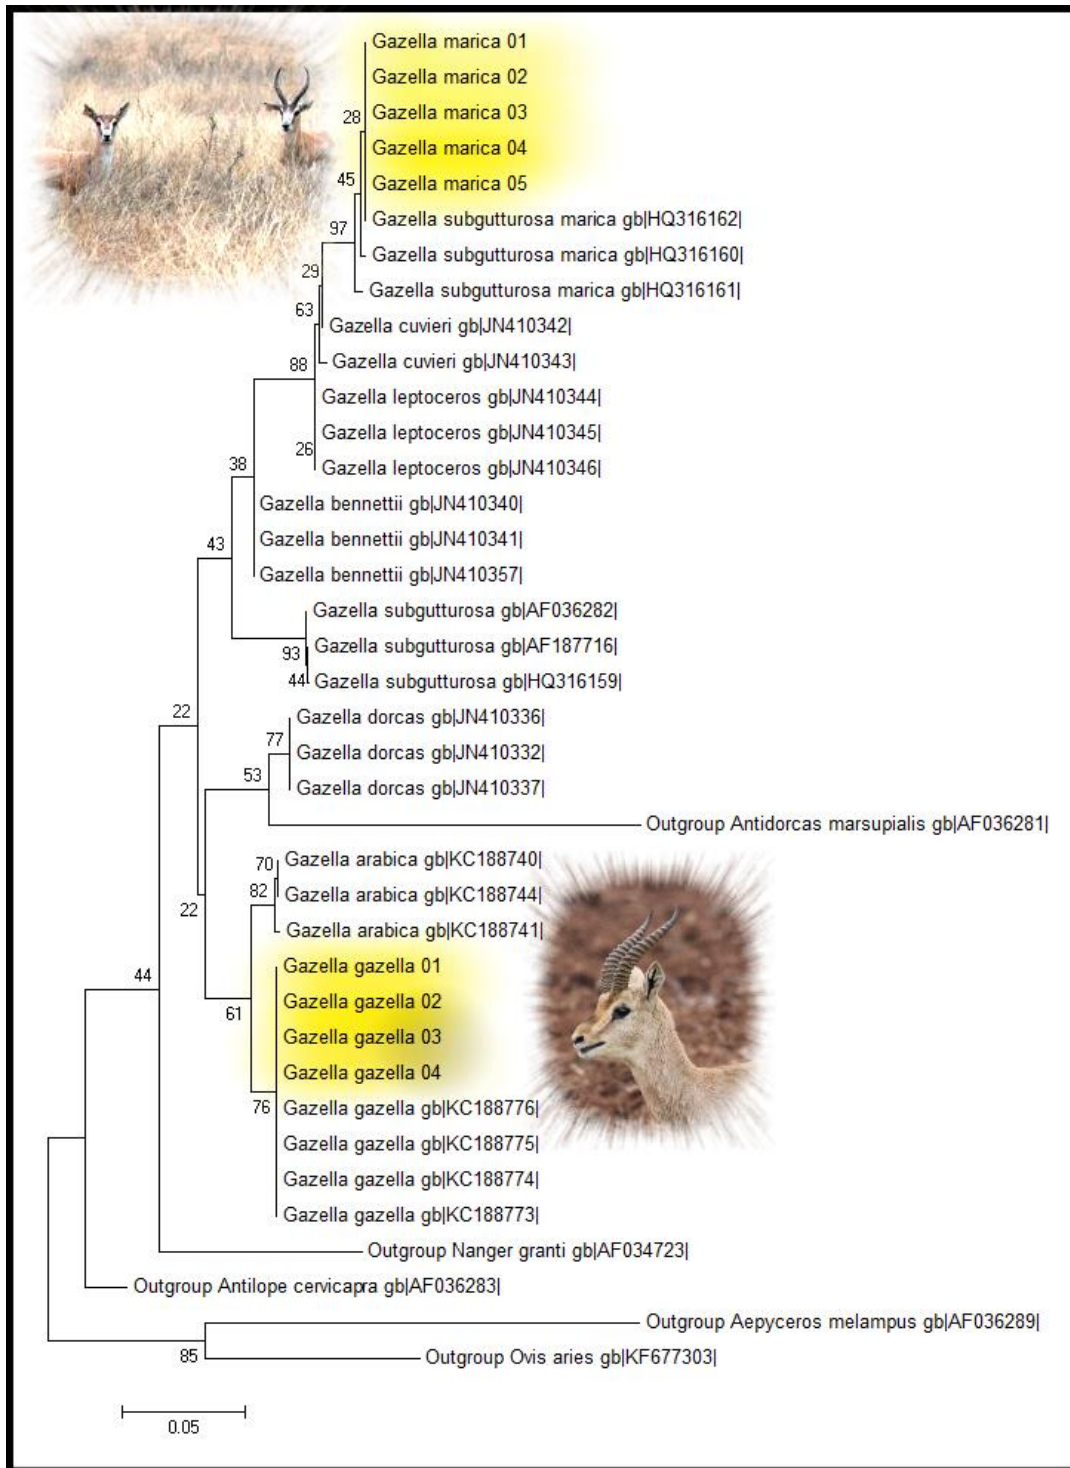 Gazella marica 01
Gazella marica 02
Gazella marica 03
28
Gazella marica 04
45
Gazella marica 05
Gazella subgutturosa marica gb|HQ316162|
97
Gazella subgutturosa marica gb|HQ316160|
29
Gazella subgutturosa marica gb|HQ316161|
63
Gazella cuvieri gb|JN410342|
88
Gazella cuvieri gb|JN410343|
Gazella leptoceros gb|JN410344|
Gazella leptoceros gb|JN410345|
26
38
Gazella leptoceros gb|JN410346|
Gazella bennettii gb|JN410340|
43
Gazella bennettii gb|JN410341|
Gazella bennettii gb|JN410357|
Gazella subgutturosa gb|AF036282|
93
Gazella subgutturosa gb|AF187716|
44
Gazella subgutturosa gb|HQ316159|
22
Gazella dorcas gb|JN410336|
77
Gazella dorcas gb|JN410332|
53
Gazella dorcas gb|JN410337|
Outgroup Antidorcas marsupialis gb|AF036281|
70
Gazella arabica gb|KC188740|
82
Gazella arabica gb|KC188744|
22
Gazella arabica gb|KC188741|
44
Gazella gazella 01
Gazella gazella 02
61
Gazella gazella 03
Gazella gazella 04
76
Gazella gazella gb|KC188776|
Gazella gazella gb|KC188775|
Gazella gazella gb|KC188774|
Gazella gazella gb|KC188773|
Outgroup Nanger granti gb|AF034723|
Outgroup Antilope cervicapra gb|AF036283|
Outgroup Aepyceros melampus gb|AF036289|
85
Outgroup Ovis aries gb|KF677303|
0.05